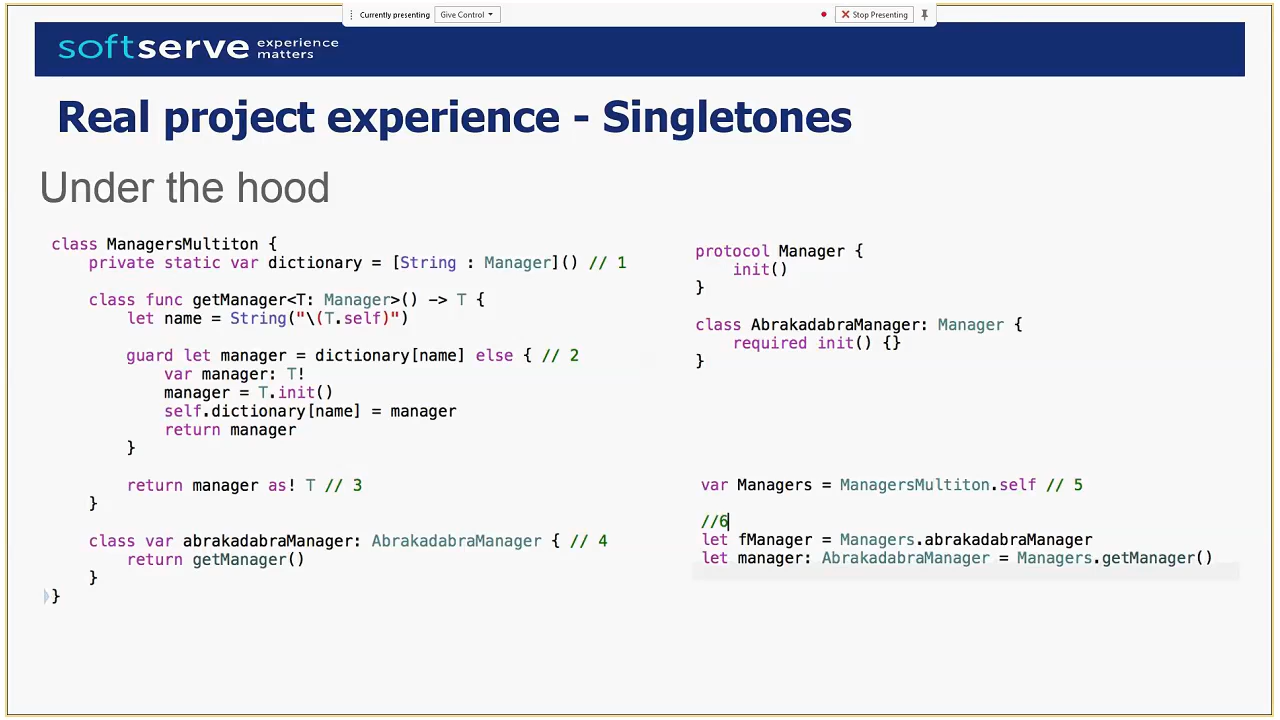 Currently presenting
Give Control
Stop Presenting
softserve experience matters
Real project experience - Singletones
Under the hood
class ManagersMultiton {
    private static var dictionary = [String : Manager]() // 1
    class func getManager<T: Manager>() -> T {
        let name = String("\(T.self)")
        guard let manager = dictionary[name] else { // 2
            var manager: T!
            manager = T.init()
            self.dictionary[name] = manager
            return manager
        }
        return manager as! T // 3
    }
    class var abrakadabraManager: AbrakadabraManager { // 4
        return getManager()
    }
}
protocol Manager {
    init()
}
class AbrakadabraManager: Manager {
    required init() {}
}
var Managers = ManagersMultiton.self // 5
//6
let fManager = Managers.abrakadabraManager
let manager: AbrakadabraManager = Managers.getManager()